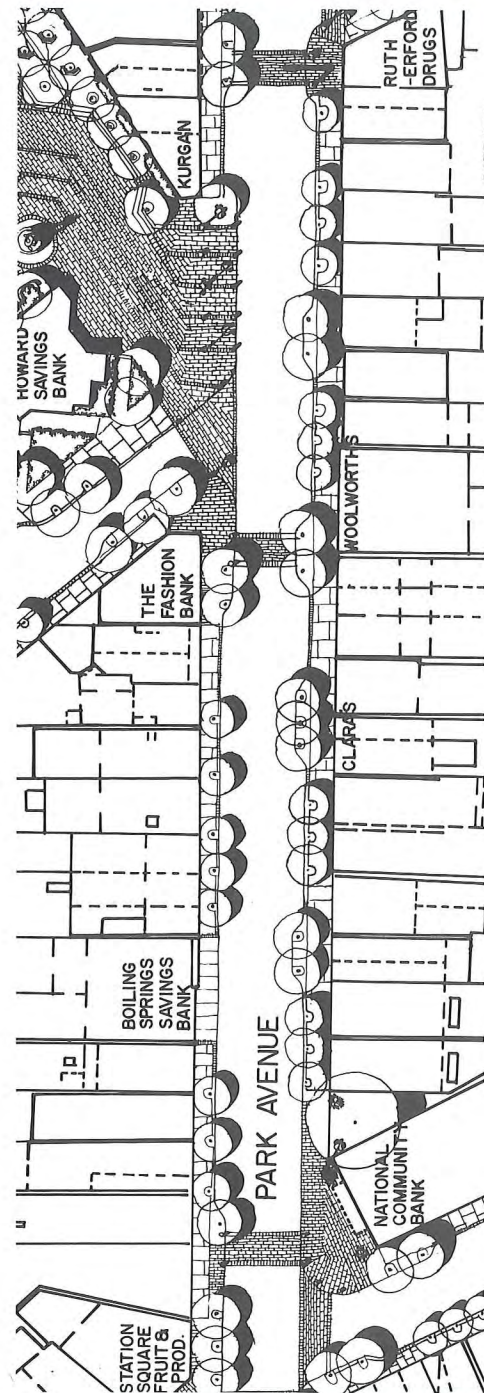 RUTH
-ERFORD
DRUGS
KURGAN
HOWARD
SAVINGS
BANK
WOOLWORTHS
THE
FASHION
BANK
CLARAS
BOILING
SPRINGS
SAVINGS
BANK
PARK AVENUE
NATIONAL
COMMUNITY
BANK
STATION
SQUARE
FRUIT &
PROD.